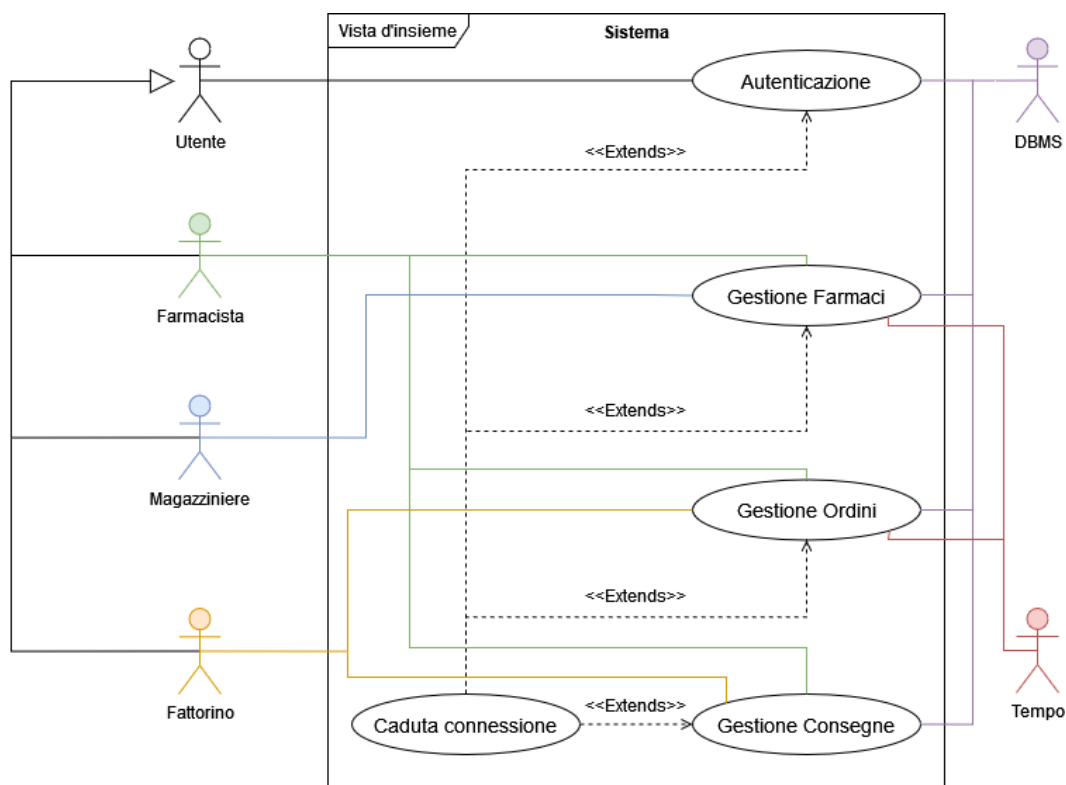 Vista d'insieme
Sistema
Autenticazione
Utente
DBMS
<<Extends>>
Gestione Farmaci
Farmacista
<<Extends>>
Magazziniere
Gestione Ordini
<<Extends>>
Fattorino
Tempo
<<Extends>>
Caduta connessione
Gestione Consegne